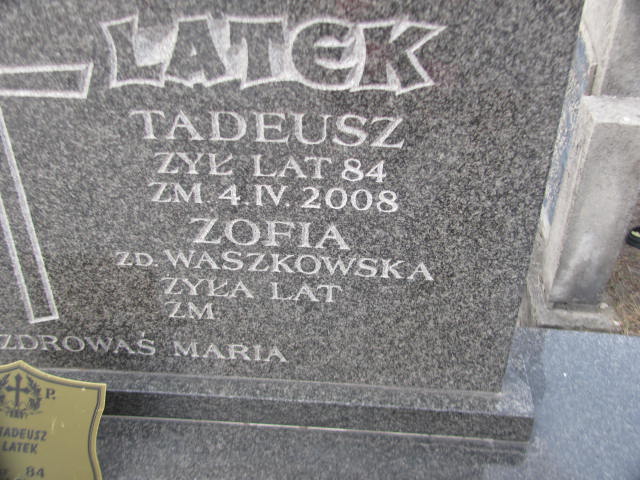 LATEK
TADEUSZ
ŻYŁ LAT 84
ZM. 4.IV.2008
ZOFIA
ZD. WASZKOWSKA
ŻYŁA LAT
ZM.
ZDROWAŚ MARIA
P.
TADEUSZ
LATEK
84